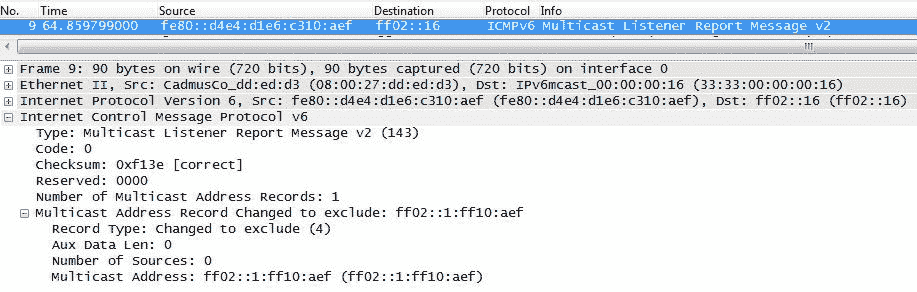 No. Time Source Destination Protocol Info
9 64.859799000 fe80::d4e4:d1e6:c310:aef ff02::16 ICMPv6 Multicast Listener Report Message v2
Frame 9: 90 bytes on wire (720 bits), 90 bytes captured (720 bits) on interface 0
Ethernet II, Src: CadmusCo_dd:ed:d3 (08:00:27:dd:ed:d3), Dst: IPv6mcast_00:00:00:16 (33:33:00:00:00:16)
Internet Protocol Version 6, Src: fe80::d4e4:d1e6:c310:aef (fe80::d4e4:d1e6:c310:aef), Dst: ff02::16 (ff02::16)
Internet Control Message Protocol v6
Type: Multicast Listener Report Message v2 (143)
Code: 0
Checksum: 0xf13e [correct]
Reserved: 0000
Number of Multicast Address Records: 1
Multicast Address Record Changed to exclude: ff02::1:ff10:aef
Record Type: Changed to exclude (4)
Aux Data Len: 0
Number of Sources: 0
Multicast Address: ff02::1:ff10:aef (ff02::1:ff10:aef)